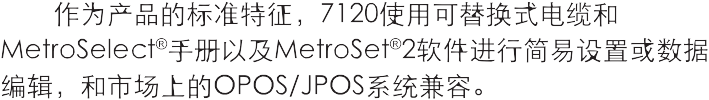 作为产品的标准特征，7120使用可替换式电缆和
MetroSelect®手册以及MetroSet®2软件进行简易设置或数据
编辑，和市场上的OPOS/JPOS系统兼容。